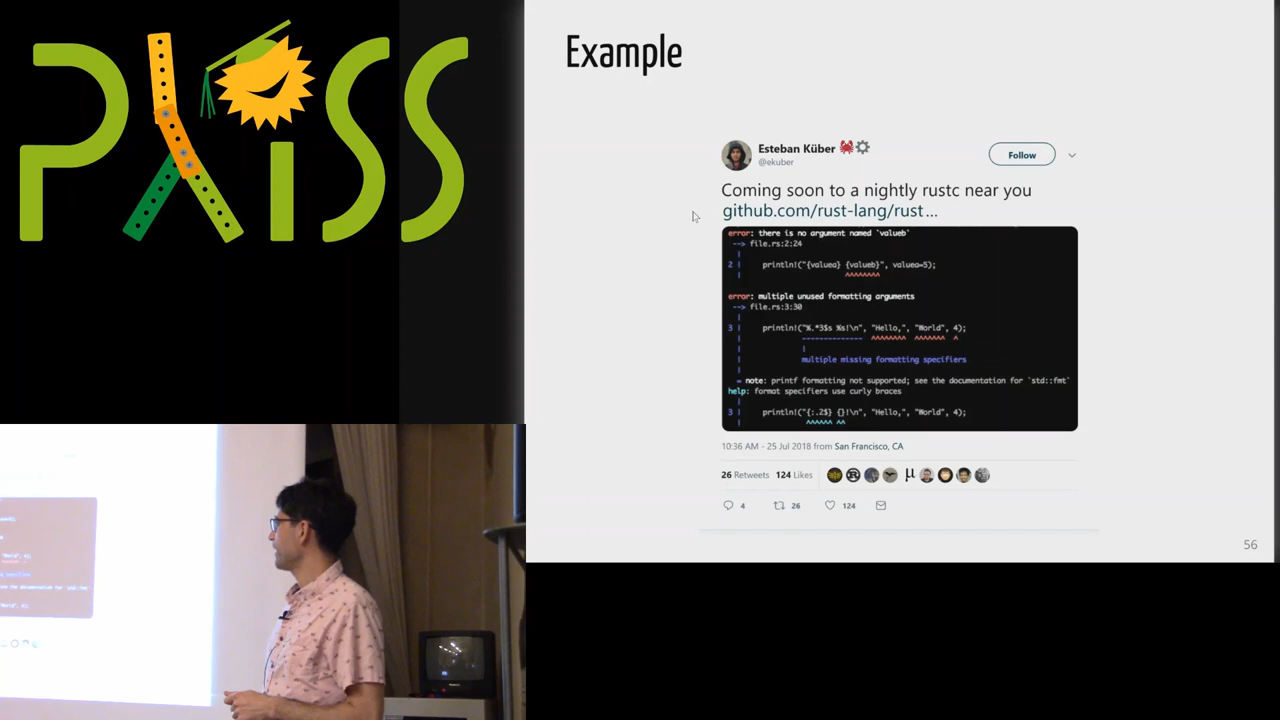 PAISS
Example
Esteban Küber
@ekuber
Follow
Coming soon to a nightly rustc near you
github.com/rust-lang/rust…
error: there is no argument named `valueb`
--> file.rs:2:24
|
2 | println!("{valuea} {valueb}", valuea=5);
| ^^^^^^^^
error: multiple unused formatting arguments
--> file.rs:3:30
|
3 | println!("%.*3$s %s!\n", "Hello,", "World", 4);
| -------------- ^^^^^^^^ ^^^^^^^ ^
| |
| multiple missing formatting specifiers
|
= note: printf formatting not supported; see the documentation for `std::fmt`
help: format specifiers use curly braces
|
3 | println!("{:.2$} {}!\n", "Hello,", "World", 4);
| ^^^^^^ ^^
10:36 AM - 25 Jul 2018 from San Francisco, CA
26 Retweets 124 Likes
4 26 124
56